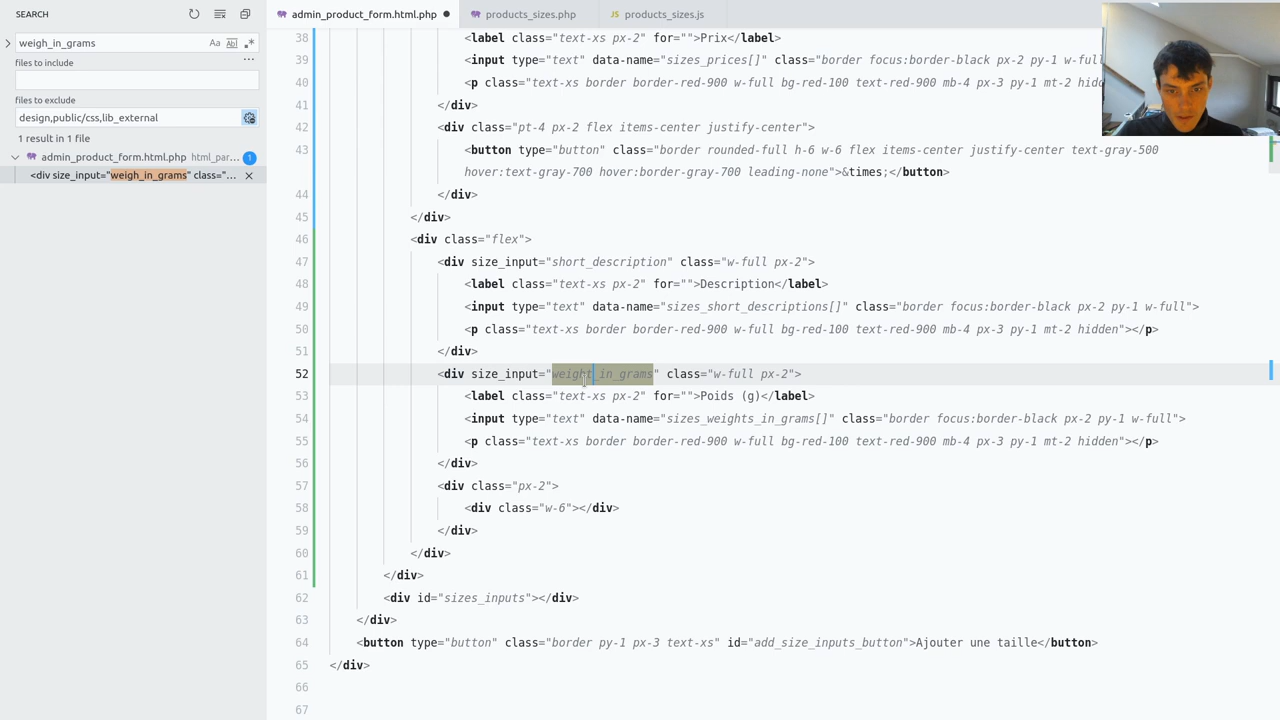 SEARCH
admin_product_form.html.php
products_sizes.php
products_sizes.js
weigh_in_grams
Aa
Ab
files to include
files to exclude
design,public/css,lib_external
1 result in 1 file
admin_product_form.html.php html_par... 1
<div size_input="weigh_in_grams" class="...
38 <label class="text-xs px-2" for="">Prix</label>
39 <input type="text" data-name="sizes_prices[]" class="border focus:border-black px-2 py-1 w-full
40 <p class="text-xs border border-red-900 w-full bg-red-100 text-red-900 mb-4 px-3 py-1 mt-2 hidd
41 </div>
42 <div class="pt-4 px-2 flex items-center justify-center">
43 <button type="button" class="border rounded-full h-6 w-6 flex items-center justify-center text-gray-500
hover:text-gray-700 hover:border-gray-700 leading-none">&times;</button>
44 </div>
45 </div>
46 <div class="flex">
47 <div size_input="short_description" class="w-full px-2">
48 <label class="text-xs px-2" for="">Description</label>
49 <input type="text" data-name="sizes_short_descriptions[]" class="border focus:border-black px-2 py-1 w-full">
50 <p class="text-xs border border-red-900 w-full bg-red-100 text-red-900 mb-4 px-3 py-1 mt-2 hidden"></p>
51 </div>
52 <div size_input="weight_in_grams" class="w-full px-2">
53 <label class="text-xs px-2" for="">Poids (g)</label>
54 <input type="text" data-name="sizes_weights_in_grams[]" class="border focus:border-black px-2 py-1 w-full">
55 <p class="text-xs border border-red-900 w-full bg-red-100 text-red-900 mb-4 px-3 py-1 mt-2 hidden"></p>
56 </div>
57 <div class="px-2">
58 <div class="w-6"></div>
59 </div>
60 </div>
61 </div>
62 <div id="sizes_inputs"></div>
63 </div>
64 <button type="button" class="border py-1 px-3 text-xs" id="add_size_inputs_button">Ajouter une taille</button>
65 </div>
66
67